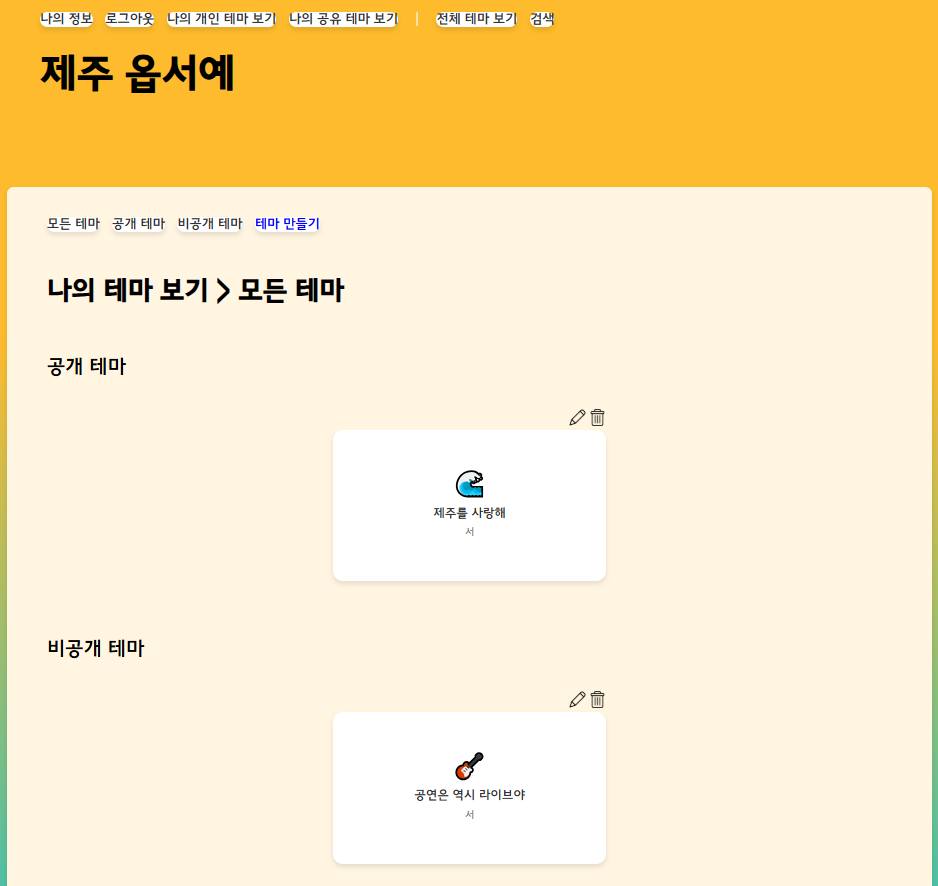 나의 정보 로그아웃 나의 개인 테마 보기 나의 공유 테마 보기 | 전체 테마 보기 검색
제주 옵서예
모든 테마 공개 테마 비공개 테마 테마 만들기
나의 테마 보기 > 모든 테마
공개 테마
제주를 사랑해
서
비공개 테마
공연은 역시 라이브야
서